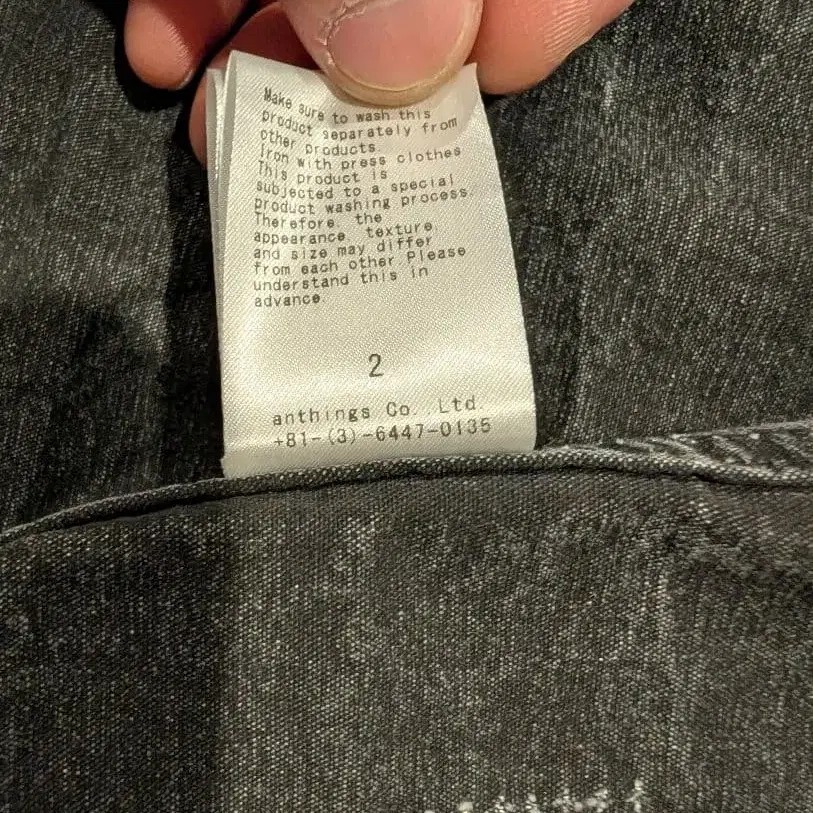 Make sure to wash this
product separately from
other products.
Iron with press clothes
This product is
subjected to a special
product washing process.
Therefore, the
appearance, texture,
and size may differ
from each other. Please
understand this in
advance.
2
anthings Co., Ltd.
+81-(3)-6447-0135